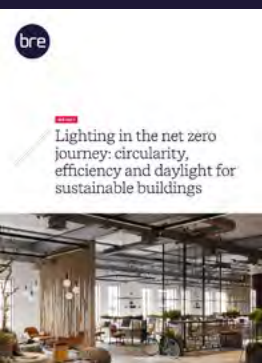 bre
Lighting in the net zero
journey: circularity,
efficiency and daylight for
sustainable buildings